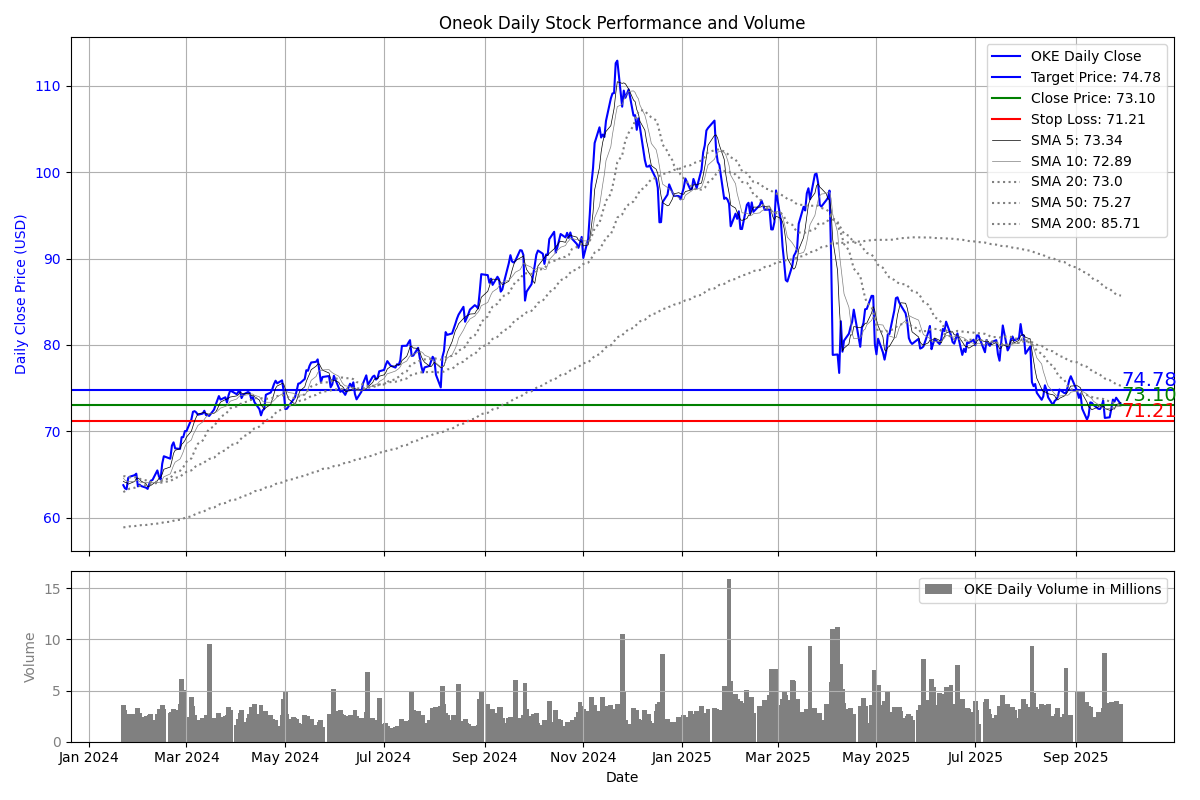 Oneok Daily Stock Performance and Volume
Daily Close Price (USD)
110
100
90
80
70
60
OKE Daily Close
Target Price: 74.78
Close Price: 73.10
Stop Loss: 71.21
SMA 5: 73.34
SMA 10: 72.89
SMA 20: 73.0
SMA 50: 75.27
SMA 200: 85.71
74.78
73.10
71.21
Volume
15
10
5
0
OKE Daily Volume in Millions
Jan 2024 Mar 2024 May 2024 Jul 2024 Sep 2024 Nov 2024 Jan 2025 Mar 2025 May 2025 Jul 2025 Sep 2025
Date